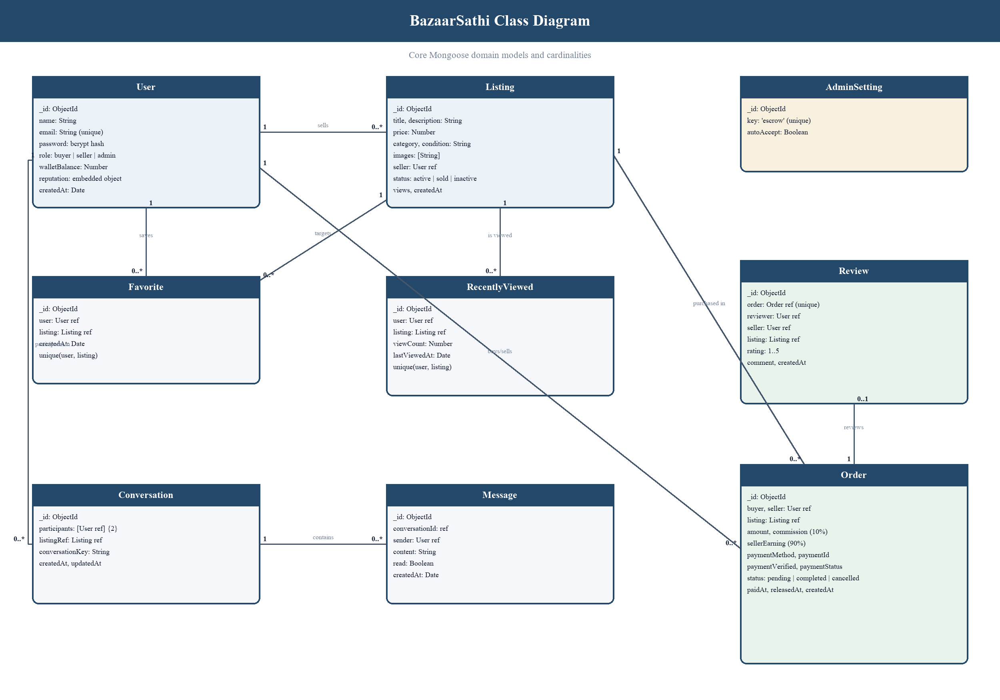 BazaarSathi Class Diagram
Core Mongoose domain models and cardinalities
User
_id: ObjectId
name: String
email: String (unique)
password: bcrypt hash
role: buyer | seller | admin
walletBalance: Number
reputation: embedded object
createdAt: Date
Listing
_id: ObjectId
title, description: String
price: Number
category, condition: String
images: [String]
seller: User ref
status: active | sold | inactive
views, createdAt
AdminSetting
_id: ObjectId
key: 'escrow' (unique)
autoAccept: Boolean
1
sells
0..*
1
1
1
1
1
1
saves
targets
is viewed
0..*
0..*
0..*
Favorite
_id: ObjectId
user: User ref
listing: Listing ref
createdAt: Date
unique(user, listing)
RecentlyViewed
_id: ObjectId
user: User ref
listing: Listing ref
viewCount: Number
lastViewedAt: Date
unique(user, listing)
buys/sells
purchased in
Review
_id: ObjectId
order: Order ref (unique)
reviewer: User ref
seller: User ref
listing: Listing ref
rating: 1..5
comment, createdAt
0..1
reviews
0..*
1
Conversation
_id: ObjectId
participants: [User ref] {2}
listingRef: Listing ref
conversationKey: String
createdAt, updatedAt
0..*
1
contains
0..*
Message
_id: ObjectId
conversationId: ref
sender: User ref
content: String
read: Boolean
createdAt: Date
0..*
Order
_id: ObjectId
buyer, seller: User ref
listing: Listing ref
amount, commission (10%)
sellerEarning (90%)
paymentMethod, paymentId
paymentVerified, paymentStatus
status: pending | completed | cancelled
paidAt, releasedAt, createdAt